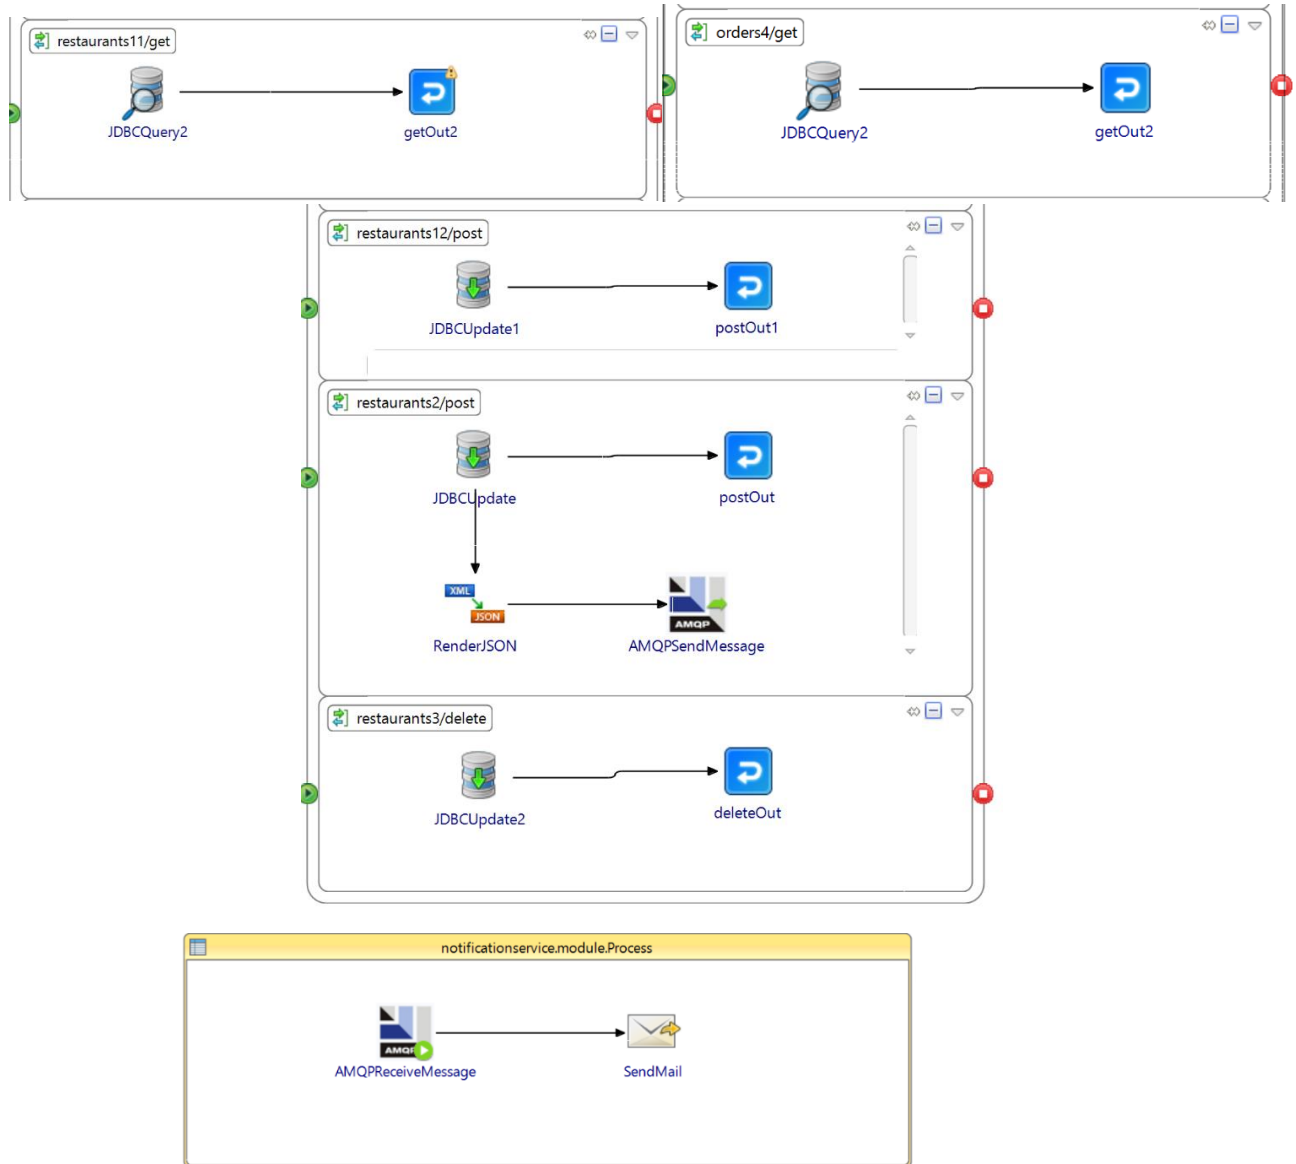 restaurants11/get
JDBCQuery2
getOut2
orders4/get
JDBCQuery2
getOut2
restaurants12/post
JDBCUpdate1
postOut1
restaurants2/post
JDBCUpdate
postOut
XML
JSON
RenderJSON
AMQP
AMQPSendMessage
restaurants3/delete
JDBCUpdate2
deleteOut
notificationservice.module.Process
AMQP
AMQPReceiveMessage
SendMail